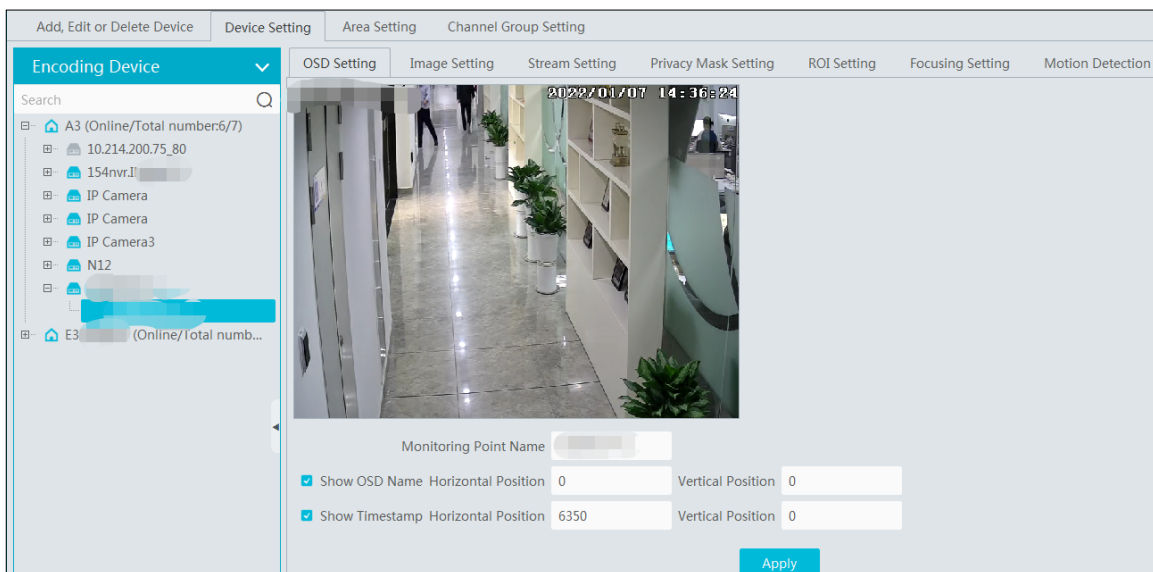 Add, Edit or Delete Device Device Setting Area Setting Channel Group Setting
Encoding Device
OSD Setting Image Setting Stream Setting Privacy Mask Setting ROI Setting Focusing Setting Motion Detection
Search
2022/01/07 14:36:24
A3 (Online/Total number:6/7)
10.214.200.75_80
154nvr.
IP Camera
IP Camera
IP Camera3
N12
E3 (Online/Total numb...
Monitoring Point Name
Show OSD Name Horizontal Position 0 Vertical Position 0
Show Timestamp Horizontal Position 6350 Vertical Position 0
Apply